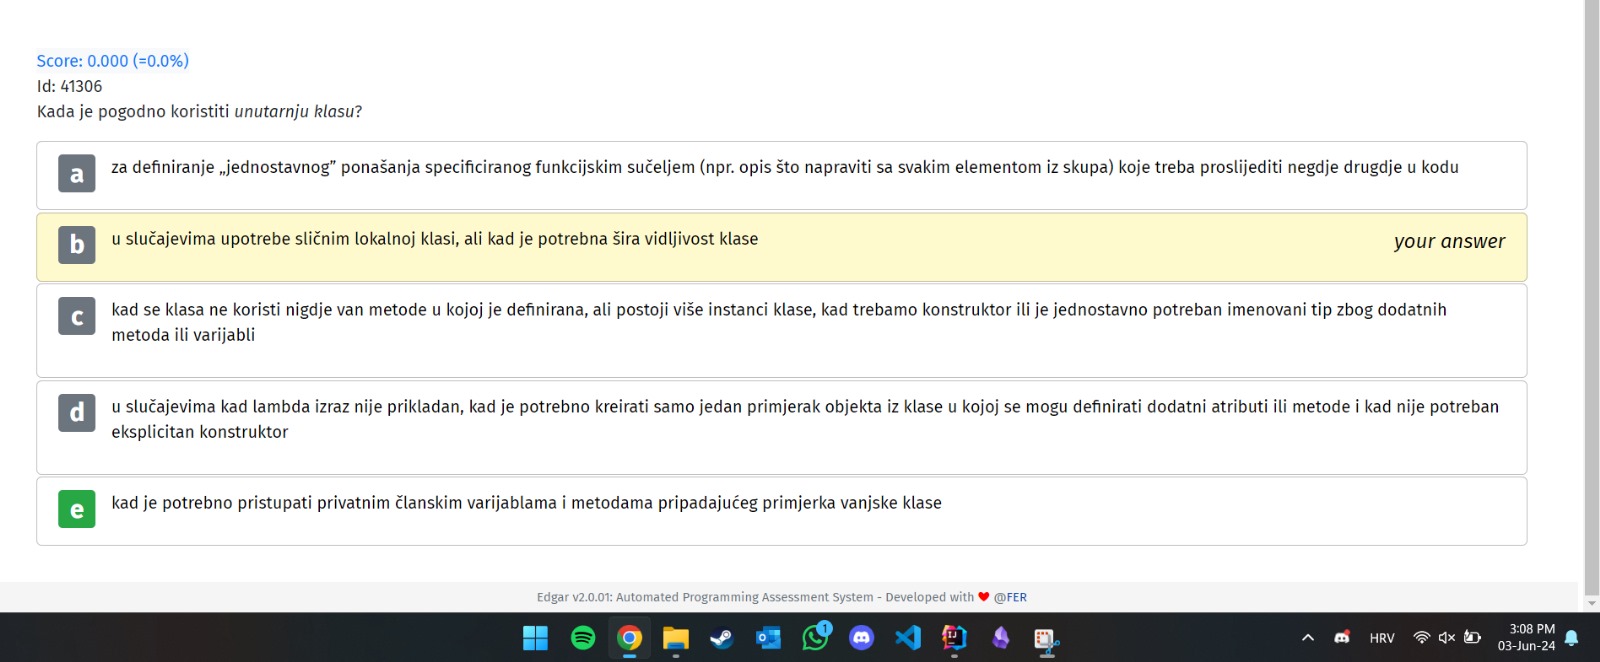 Score: 0.000 (=0.0%)
Id: 41306
Kada je pogodno koristiti unutarnju klasu?
a za definiranje „jednostavnog” ponašanja specificiranog funkcijskim sučeljem (npr. opis što napraviti sa svakim elementom iz skupa) koje treba proslijediti negdje drugdje u kodu
b u slučajevima upotrebe sličnim lokalnoj klasi, ali kad je potrebna šira vidljivost klase your answer
c kad se klasa ne koristi nigdje van metode u kojoj je definirana, ali postoji više instanci klase, kad trebamo konstruktor ili je jednostavno potreban imenovani tip zbog dodatnih
metoda ili varijabli
d u slučajevima kad lambda izraz nije prikladan, kad je potrebno kreirati samo jedan primjerak objekta iz klase u kojoj se mogu definirati dodatni atributi ili metode i kad nije potreban
eksplicitan konstruktor
e kad je potrebno pristupati privatnim članskim varijablama i metodama pripadajućeg primjerka vanjske klase
Edgar v2.0.01: Automated Programming Assessment System - Developed with ❤ @FER
1
HRV
3:08 PM
03-Jun-24